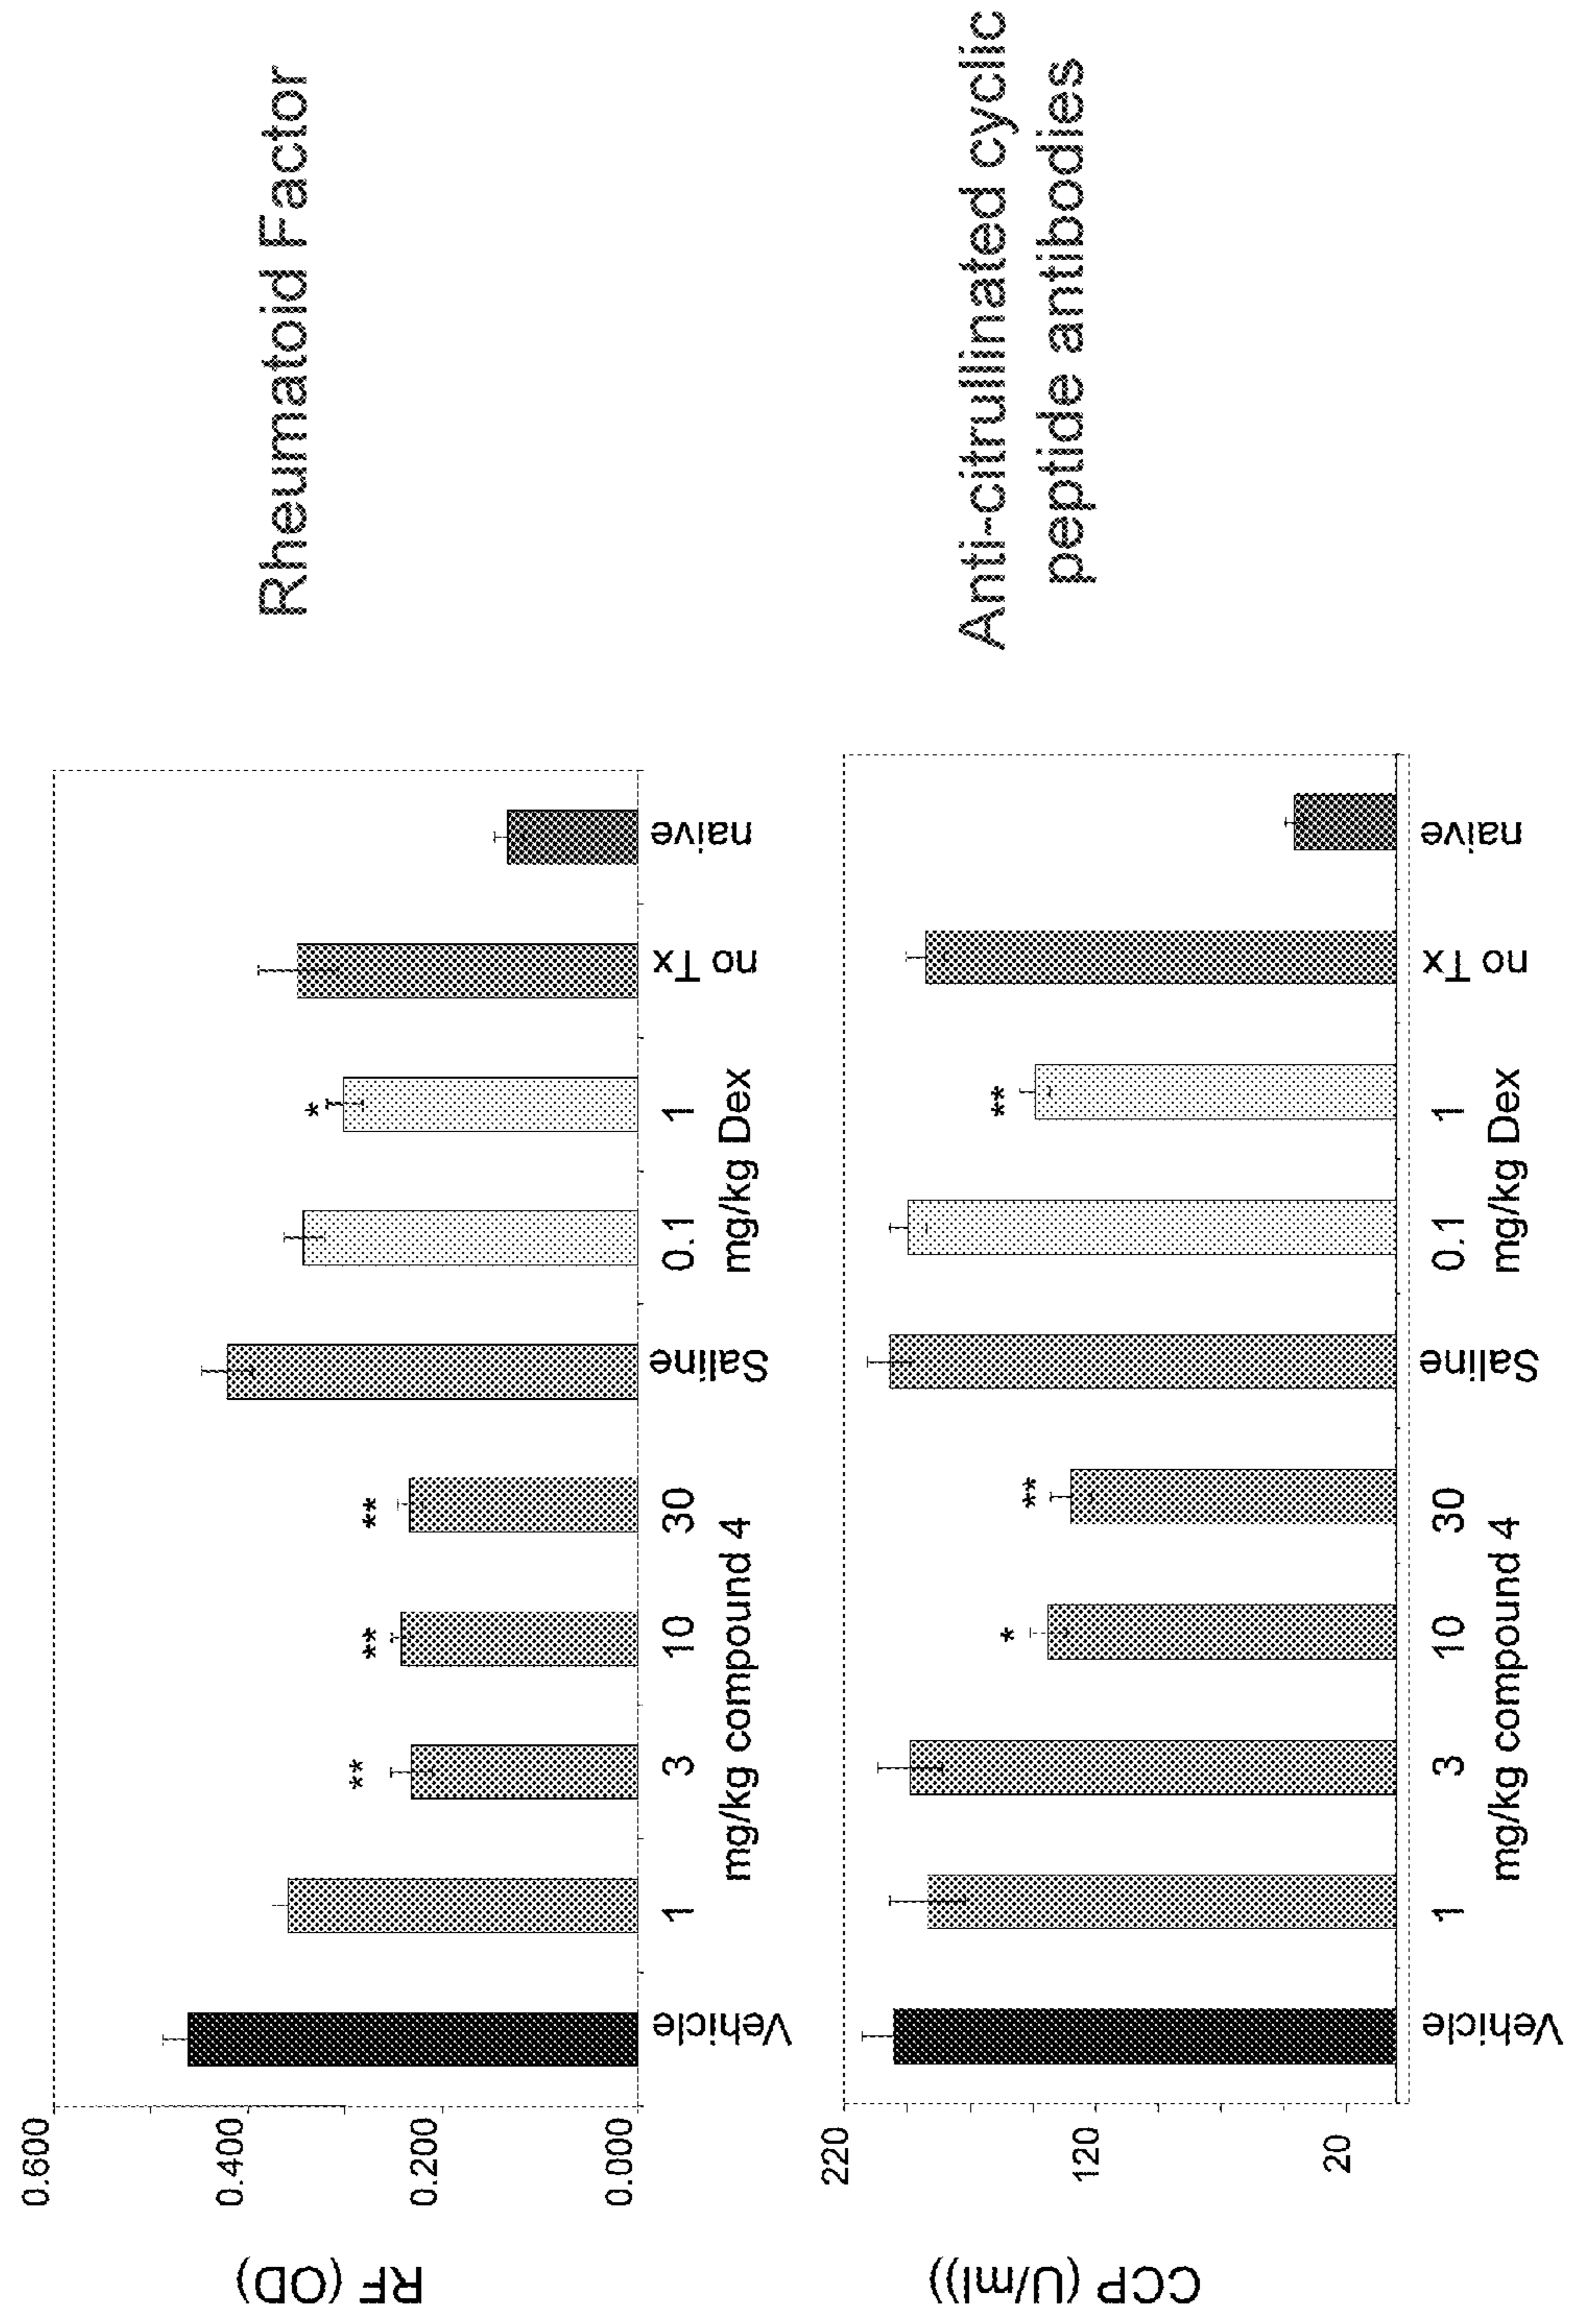 Rheumatoid Factor
RF (OD)
0.600
0.400
0.200
0.000
** ** ** *
Vehicle 1 3 10 30 Saline 0.1 1 no Tx naive
mg/kg compound 4 mg/kg Dex
Anti-citrullinated cyclic
peptide antibodies
CCP (U/ml))
220
120
20
* ** **
Vehicle 1 3 10 30 Saline 0.1 1 no Tx naive
mg/kg compound 4 mg/kg Dex